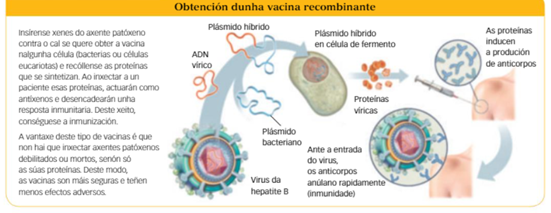 Obtención dunha vacina recombinante
Insírense xenes do axente patóxeno
contra o cal se quere obter a vacina
nalgunha célula (bacterias ou células
eucariotas) e recóllense as proteínas
que se sintetizan. Ao inxectar a un
paciente esas proteínas, actuarán como
antíxenos e desencadearán unha
resposta inmunitaria. Deste xeito,
conséguese a inmunización.
A vantaxe deste tipo de vacinas é que
non hai que inxectar axentes patóxenos
debilitados ou mortos, senón só
as súas proteínas. Deste modo,
as vacinas son máis seguras e teñen
menos efectos adversos.
Plásmido híbrido
ADN
vírico
Plásmido
bacteriano
Virus da
hepatite B
Plásmido híbrido
en célula de fermento
Proteínas
víricas
As proteínas
inducen
a produción
de anticorpos
Ante a entrada
do virus,
os anticorpos
anúlano rapidamente
(inmunidade)